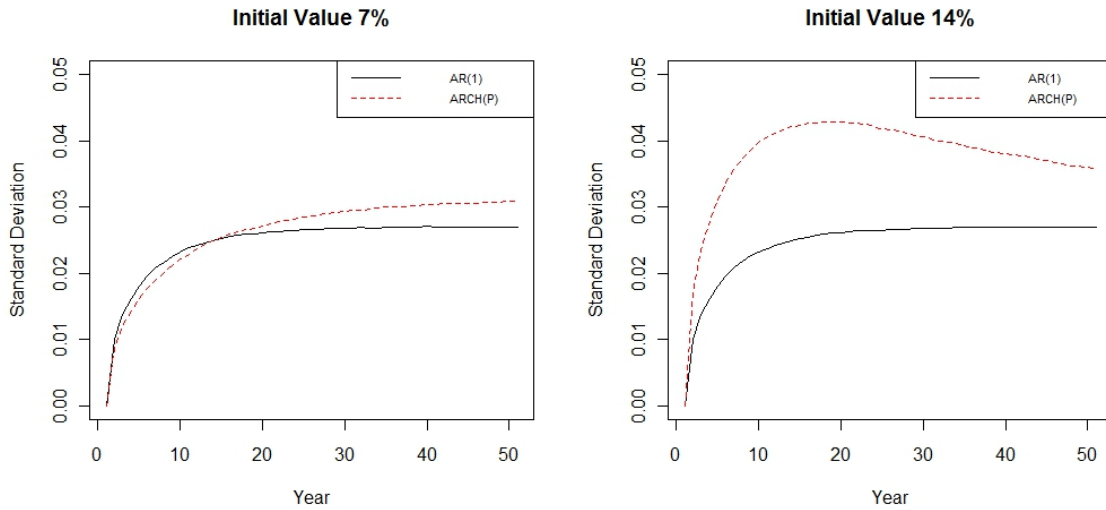 Initial Value 7%
AR(1)
ARCH(P)
0.05
0.04
0.03
0.02
0.01
0.00
Standard Deviation
0
10
20
30
40
50
Year
Initial Value 14%
AR(1)
ARCH(P)
0.05
0.04
0.03
0.02
0.01
0.00
Standard Deviation
0
10
20
30
40
50
Year